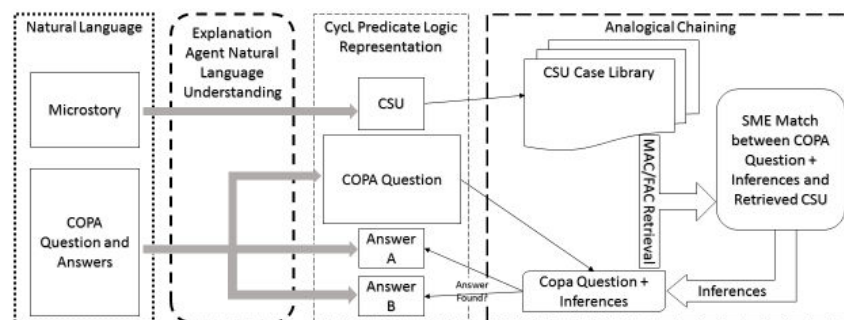 Natural Language
Microstory
COPA
Question and
Answers
Explanation
Agent Natural
Language
Understanding
CycL Predicate Logic
Representation
CSU
COPA Question
Answer
A
Answer
B
Analogical Chaining
CSU Case Library
MAC/FAC Retrieval
SME Match
between COPA
Question +
Inferences and
Retrieved CSU
Answer
Found?
Copa Question +
Inferences
Inferences